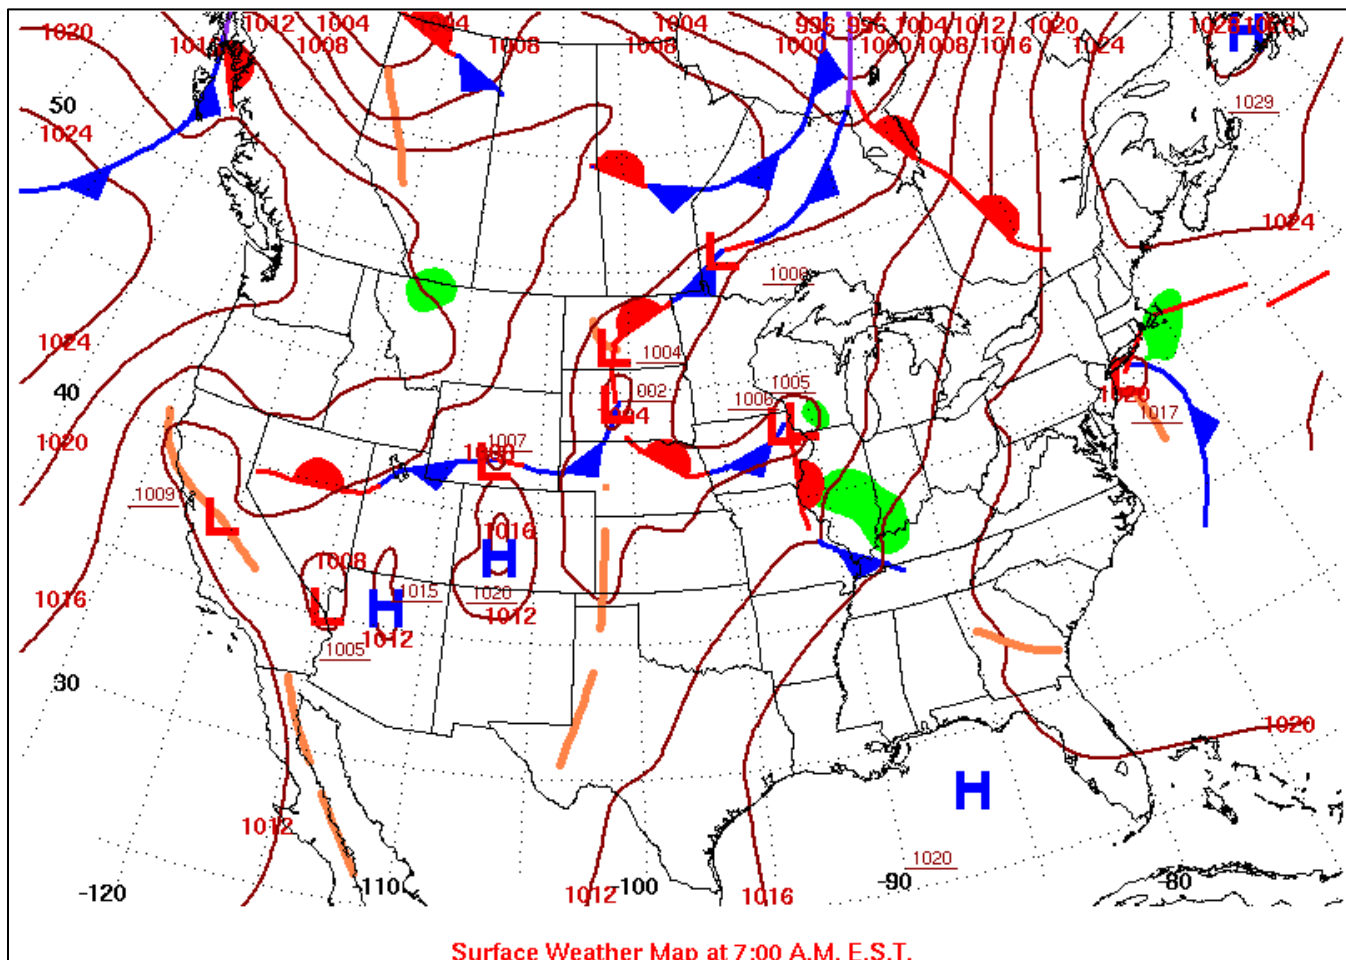 1012 1004 1004 1004 996 996 1004 1012 1020 1028
1020 1016 1008 1008 1008 1000 1000 1008 1016 1024 H
50 1029
1024
L 1024
1008
1024 L 1004
40 L 002 1005 L 1020
1004 1006 1017
1020 1007 L L
L
1009 L 1016
H
1008 1015 1020
1016 L H 1012
1012
1005
30 1020
H
1012
1020
-120 110 1012 -100 1016 -90 80
Surface Weather Map at 7:00 A.M. E.S.T.